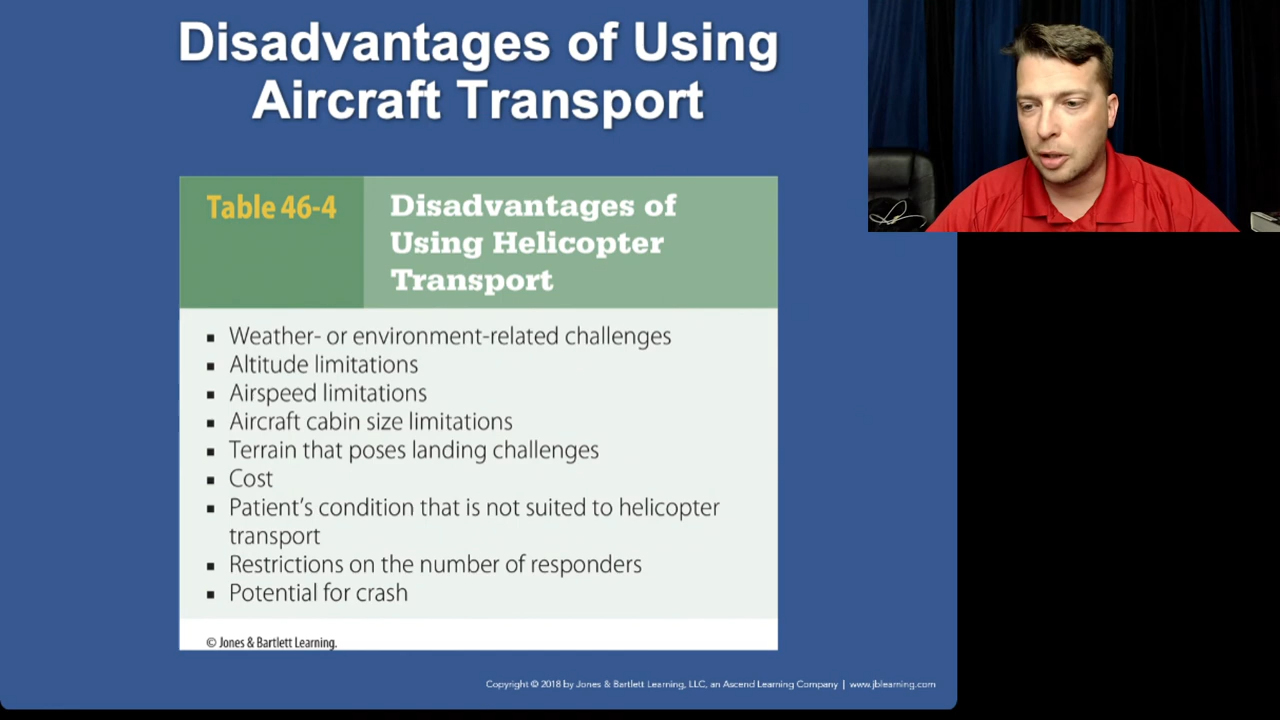 Disadvantages of Using
Aircraft Transport
Table 46-4
Disadvantages of
Using Helicopter
Transport
▪ Weather- or environment-related challenges
▪ Altitude limitations
▪ Airspeed limitations
▪ Aircraft cabin size limitations
▪ Terrain that poses landing challenges
▪ Cost
▪ Patient’s condition that is not suited to helicopter
transport
▪ Restrictions on the number of responders
▪ Potential for crash
© Jones & Bartlett Learning.
Copyright © 2018 by Jones & Bartlett Learning, LLC, an Ascend Learning Company | www.jblearning.com